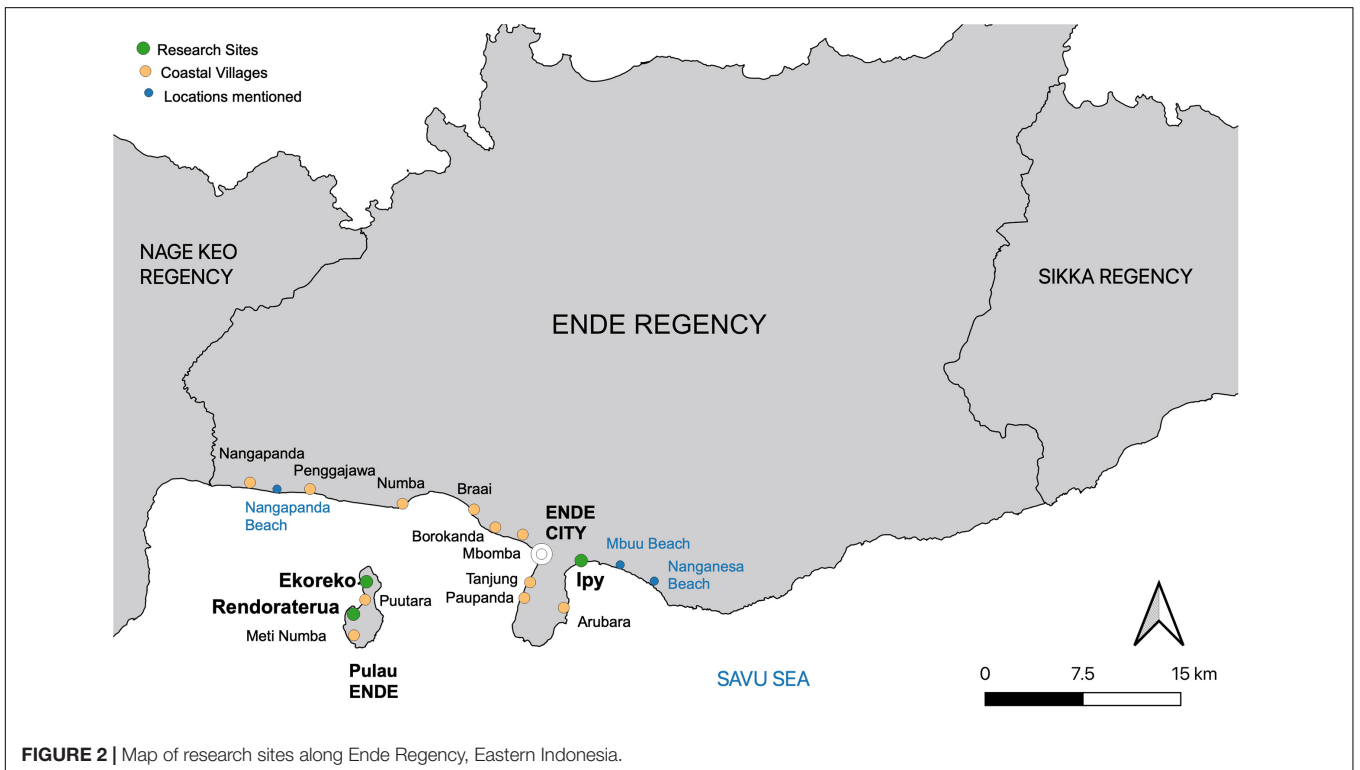 Research Sites
Coastal Villages
Locations mentioned
NAGE KEO
REGENCY
ENDE REGENCY
SIKKA REGENCY
Nangapanda
Penggajawa
Numba
Braai
Nangapanda
Beach
Borokanda
Mbomba
ENDE
CITY
Mbuu Beach
Nanganesa
Beach
Ipy
Tanjung
Paupanda
Arubara
Ekoreko
Puutara
Rendoraterua
Meti Numba
Pulau
ENDE
SAVU SEA
0 7.5 15 km
FIGURE 2 | Map of research sites along Ende Regency, Eastern Indonesia.